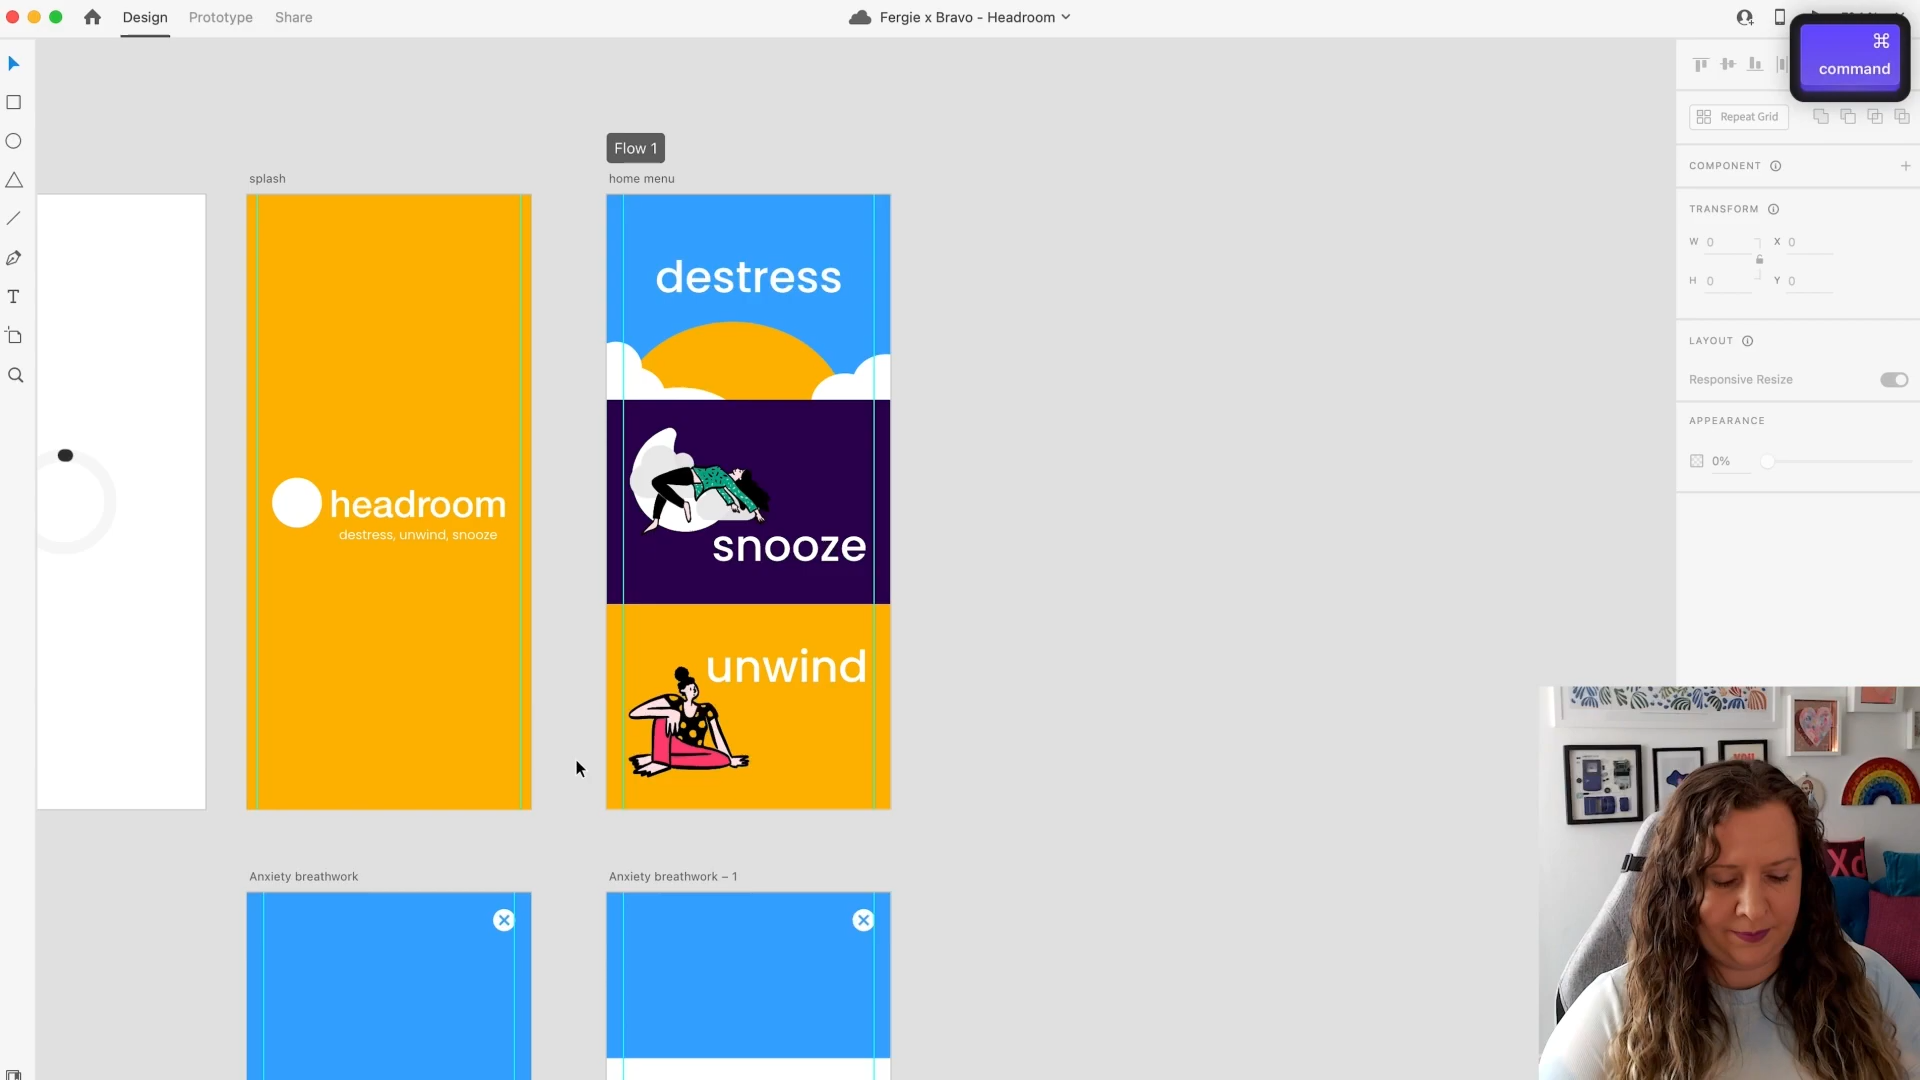 Design
Prototype
Share
Fergie x Bravo - Headroom
⌘
command
Repeat Grid
COMPONENT
TRANSFORM
W 0
X 0
H 0
Y 0
LAYOUT
Responsive Resize
APPEARANCE
0%
Flow 1
splash
home menu
destress
headroom
destress, unwind, snooze
snooze
unwind
Anxiety breathwork
Anxiety breathwork – 1
YOU
Xd